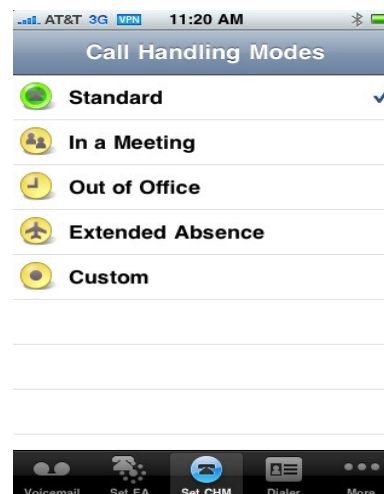 AT&T 3G VPN 11:20 AM
Call Handling Modes
Standard
In a Meeting
Out of Office
Extended Absence
Custom
Voicemail Set EA Set CHM Dialer More